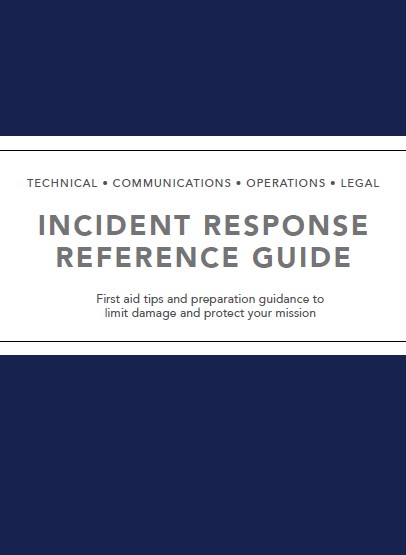 TECHNICAL • COMMUNICATIONS • OPERATIONS • LEGAL
INCIDENT RESPONSE
REFERENCE GUIDE
First aid tips and preparation guidance to
limit damage and protect your mission